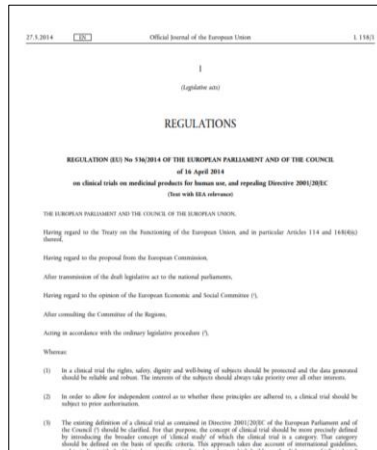 27.5.2014 EN Official Journal of the European Union L 158/1
I
(Legislative acts)
REGULATIONS
REGULATION (EU) No 536/2014 OF THE EUROPEAN PARLIAMENT AND OF THE COUNCIL
of 16 April 2014
on clinical trials on medicinal products for human use, and repealing Directive 2001/20/EC
(Text with EEA relevance)
THE EUROPEAN PARLIAMENT AND THE COUNCIL OF THE EUROPEAN UNION,
Having regard to the Treaty on the Functioning of the European Union, and in particular Articles 114 and 168(4)(c)
thereof,
Having regard to the proposal from the European Commission,
After transmission of the draft legislative act to the national parliaments,
Having regard to the opinion of the European Economic and Social Committee (¹),
After consulting the Committee of the Regions,
Acting in accordance with the ordinary legislative procedure (²),
Whereas:
(1) In a clinical trial the rights, safety, dignity and well-being of subjects should be protected and the data generated
should be reliable and robust. The interests of the subjects should always take priority over all other interests.
(2) In order to allow for independent control as to whether these principles are adhered to, a clinical trial should be
subject to prior authorisation.
(3) The existing definition of a clinical trial as contained in Directive 2001/20/EC of the European Parliament and of
the Council (³) should be clarified. For that purpose, the concept of clinical trial should be more precisely defined
by introducing the broader concept of 'clinical study' of which the clinical trial is a category. That category
should be defined on the basis of specific criteria. This approach takes due account of international guidelines,